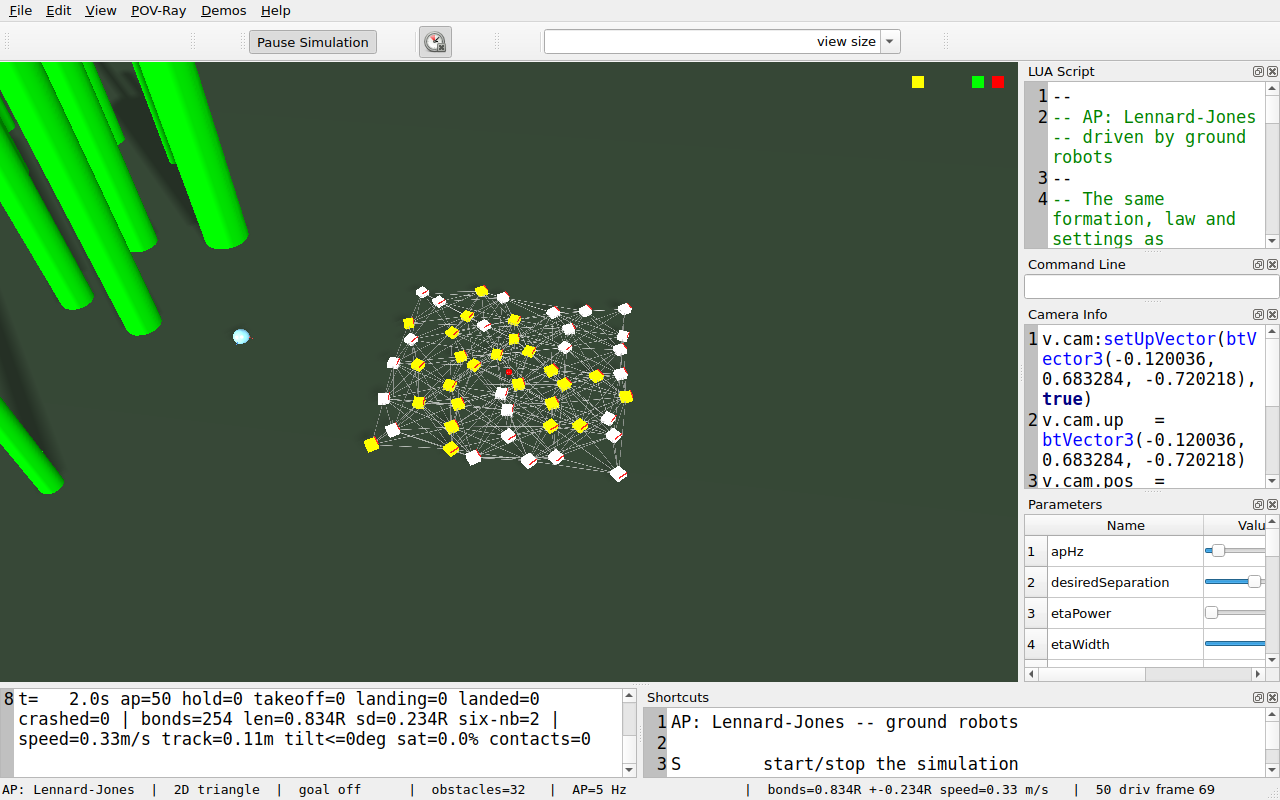 File Edit View POV-Ray Demos Help
Pause Simulation
view size
LUA Script
1 --
2 -- AP: Lennard-Jones
-- driven by ground
robots
3 --
4 -- The same
formation, law and
settings as
Command Line
Camera Info
1 v.cam:setUpVector(btV
ector3(-0.120036,
0.683284, -0.720218),
true)
2 v.cam.up   =
btVector3(-0.120036,
0.683284, -0.720218)
3 v.cam.pos  =
Parameters
Name Valu
1 apHz
2 desiredSeparation
3 etaPower
4 etaWidth
8 t=   2.0s ap=50 hold=0 takeoff=0 landing=0 landed=0
crashed=0 | bonds=254 len=0.834R sd=0.234R six-nb=2 |
speed=0.33m/s track=0.11m tilt<=0deg sat=0.0% contacts=0
Shortcuts
1 AP: Lennard-Jones -- ground robots
2
3 S        start/stop the simulation
AP: Lennard-Jones  |  2D triangle  |  goal off  |  obstacles=32  |  AP=5 Hz  |  bonds=0.834R +-0.234R speed=0.33 m/s  |  50 driv frame 69